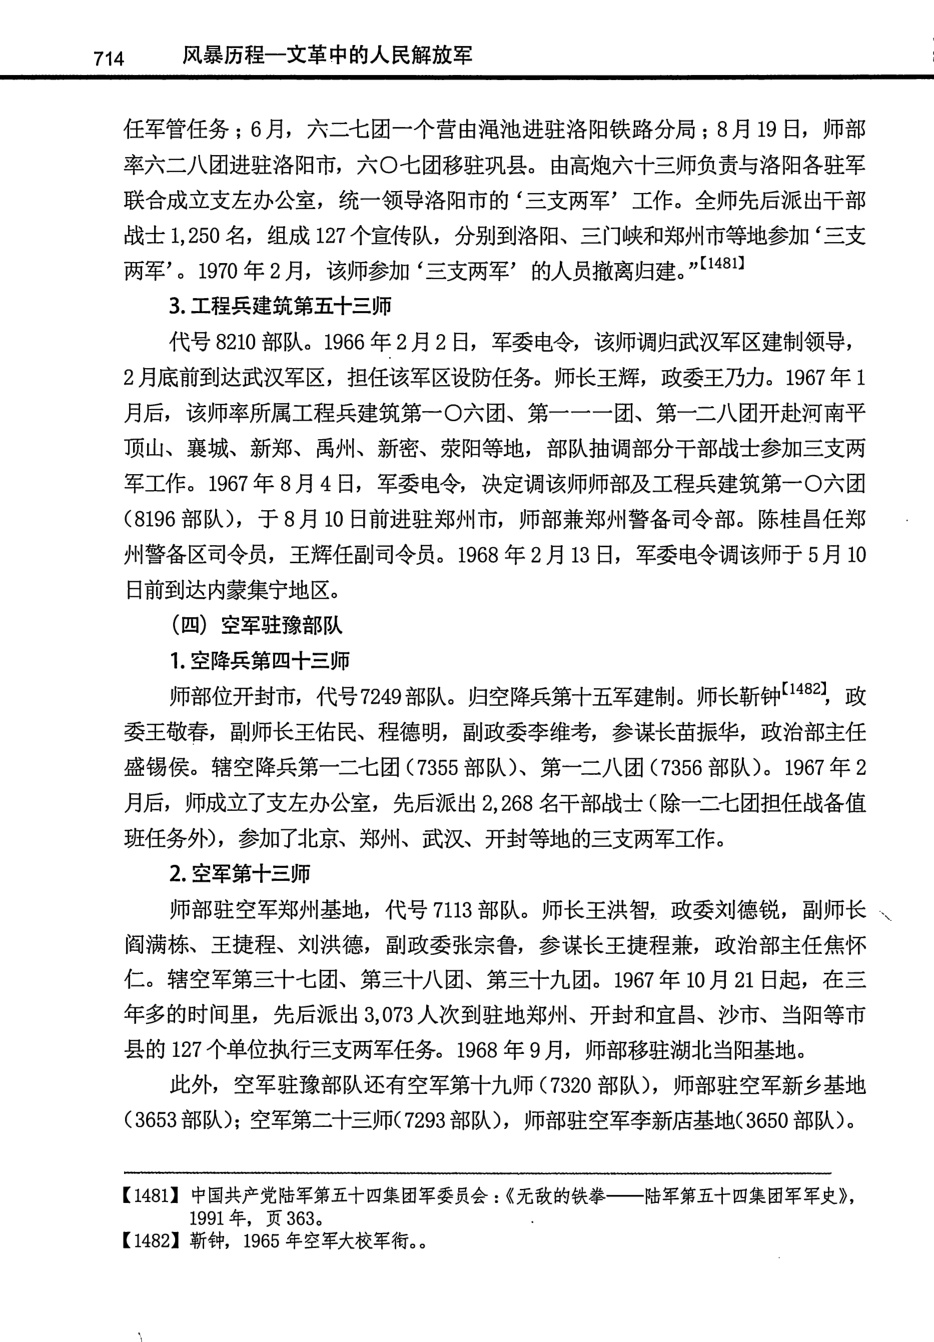 714 风暴历程—文革中的人民解放军
任军管任务；6月，六二七团一个营由渑池进驻洛阳铁路分局；8月19日，师部
率六二八团进驻洛阳市，六〇七团移驻巩县。由高炮六十三师负责与洛阳各驻军
联合成立支左办公室，统一领导洛阳市的‘三支两军’工作。全师先后派出干部
战士1,250名，组成127个宣传队，分别到洛阳、三门峡和郑州市等地参加‘三支
两军’。1970年2月，该师参加‘三支两军’的人员撤离归建。”【1481】
3. 工程兵建筑第五十三师
代号8210部队。1966年2月2日，军委电令，该师调归武汉军区建制领导，
2月底前到达武汉军区，担任该军区设防任务。师长王辉，政委王乃力。1967年1
月后，该师率所属工程兵建筑第一〇六团、第一一一团、第一二八团开赴河南平
顶山、襄城、新郑、禹州、新密、荥阳等地，部队抽调部分干部战士参加三支两
军工作。1967年8月4日，军委电令，决定调该师师部及工程兵建筑第一〇六团
（8196部队），于8月10日前进驻郑州市，师部兼郑州警备司令部。陈桂昌任郑
州警备区司令员，王辉任副司令员。1968年2月13日，军委电令调该师于5月10
日前到达内蒙集宁地区。
（四）空军驻豫部队
1. 空降兵第四十三师
师部位开封市，代号7249部队。归空降兵第十五军建制。师长靳钟【1482】，政
委王敬春，副师长王佑民、程德明，副政委李维考，参谋长苗振华，政治部主任
盛锡侯。辖空降兵第一二七团（7355部队）、第一二八团（7356部队）。1967年2
月后，师成立了支左办公室，先后派出2,268名干部战士（除一二七团担任战备值
班任务外），参加了北京、郑州、武汉、开封等地的三支两军工作。
2. 空军第十三师
师部驻空军郑州基地，代号7113部队。师长王洪智，政委刘德锐，副师长
阎满栋、王捷程、刘洪德，副政委张宗鲁，参谋长王捷程兼，政治部主任焦怀
仁。辖空军第三十七团、第三十八团、第三十九团。1967年10月21日起，在三
年多的时间里，先后派出3,073人次到驻地郑州、开封和宜昌、沙市、当阳等市
县的127个单位执行三支两军任务。1968年9月，师部移驻湖北当阳基地。
此外，空军驻豫部队还有空军第十九师（7320部队），师部驻空军新乡基地
（3653部队）；空军第二十三师（7293部队），师部驻空军李新店基地（3650部队）。
【1481】 中国共产党陆军第五十四集团军委员会：《无敌的铁拳——陆军第五十四集团军军史》，
1991年，页363。
【1482】 靳钟，1965年空军大校军衔。。